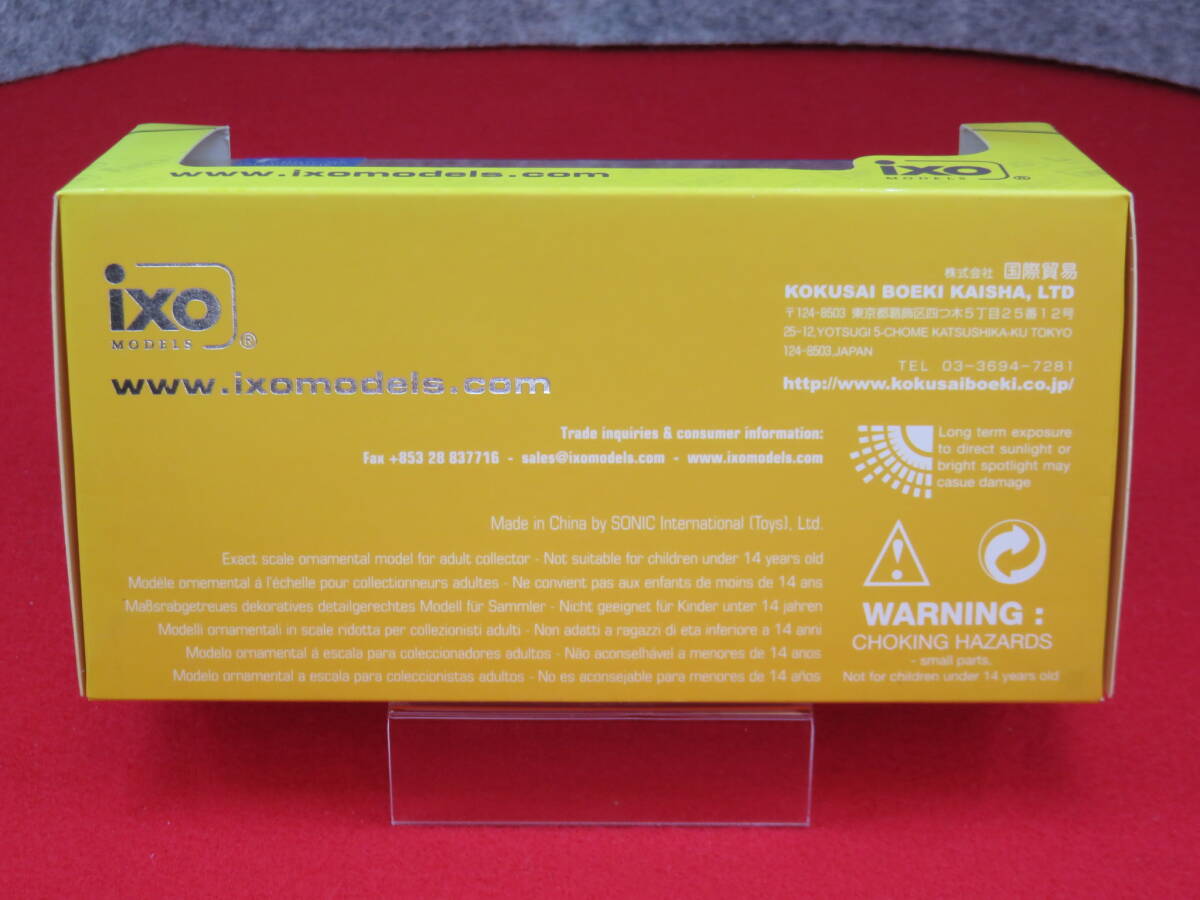 www.ixomodels.com
ixo
MODELS
®
ixo
MODELS
®
www.ixomodels.com
株式会社 国際貿易
KOKUSAI BOEKI KAISHA, LTD
〒124-8503 東京都葛飾区四つ木5丁目25番12号
25-12,YOTSUGI 5-CHOME KATSUSHIKA-KU TOKYO
124-8503,JAPAN
TEL 03-3694-7281
http://www.kokusaiboeki.co.jp/
Trade inquiries & consumer information:
Fax +853 28 837716 - sales@ixomodels.com - www.ixomodels.com
Long term exposure
to direct sunlight or
bright spotlight may
casue damage
Made in China by SONIC International (Toys), Ltd.
Exact scale ornamental model for adult collector - Not suitable for children under 14 years old
Modèle ornemental á l'échelle pour collectionneurs adultes - Ne convient pas aux enfants de moins de 14 ans
Maßsrabgetreues dekoratives detailgerechtes Modell für Sammler - Nicht geeignet für Kinder unter 14 jahren
Modelli ornamentali in scale ridotta per collezionisti adulti - Non adatti a ragazzi di eta inferiore a 14 anni
Modelo ornamental á escala para coleccionadores adultos - Não aconselhável a menores de 14 anos
Modelo ornamental a escala para coleccionistas adultos - No es aconsejable para menores de 14 años
WARNING :
CHOKING HAZARDS
- small parts.
Not for children under 14 years old